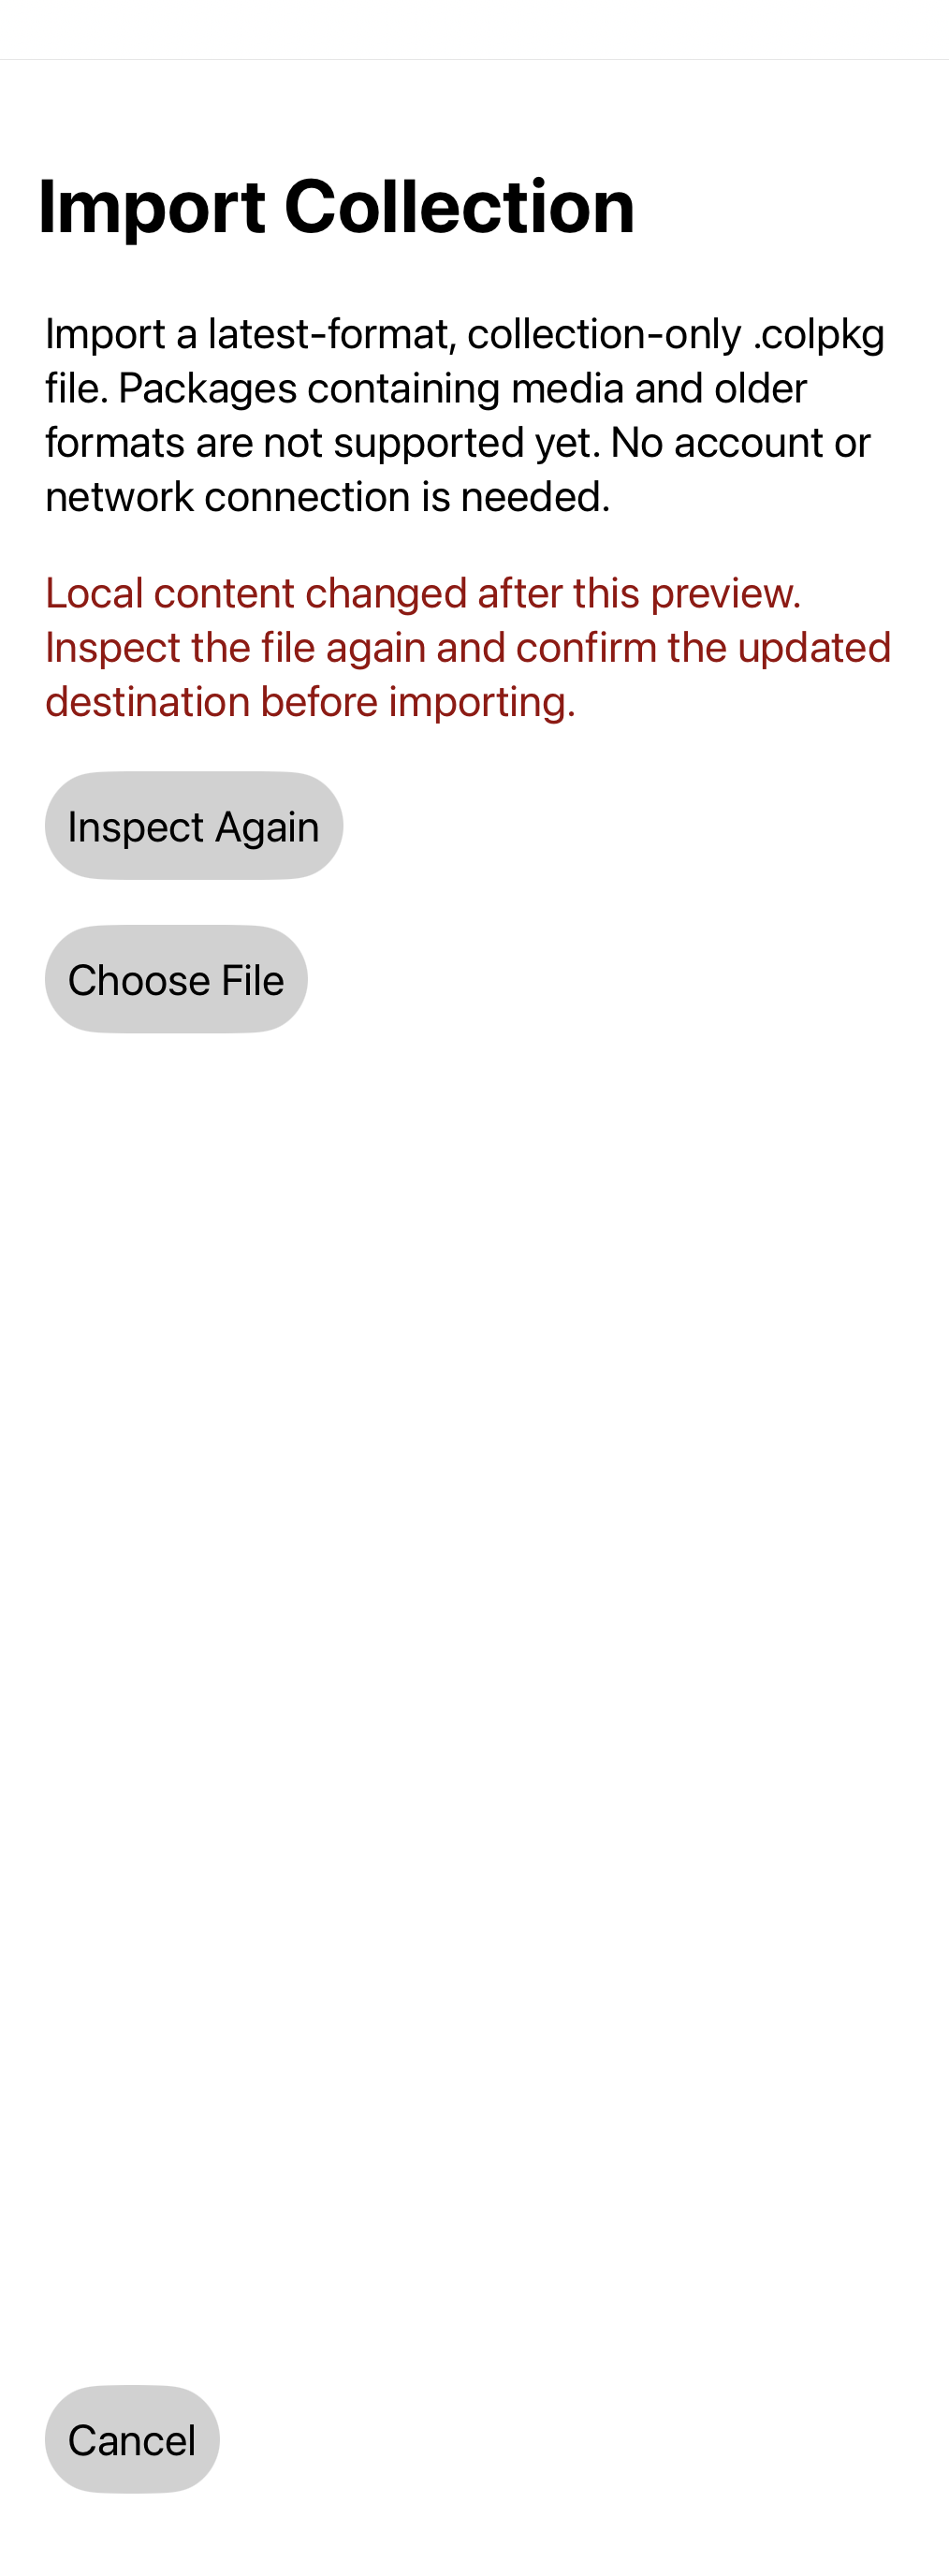 Import Collection
Import a latest-format, collection-only .colpkg
file. Packages containing media and older
formats are not supported yet. No account or
network connection is needed.
Local content changed after this preview.
Inspect the file again and confirm the updated
destination before importing.
Inspect Again
Choose File
Cancel